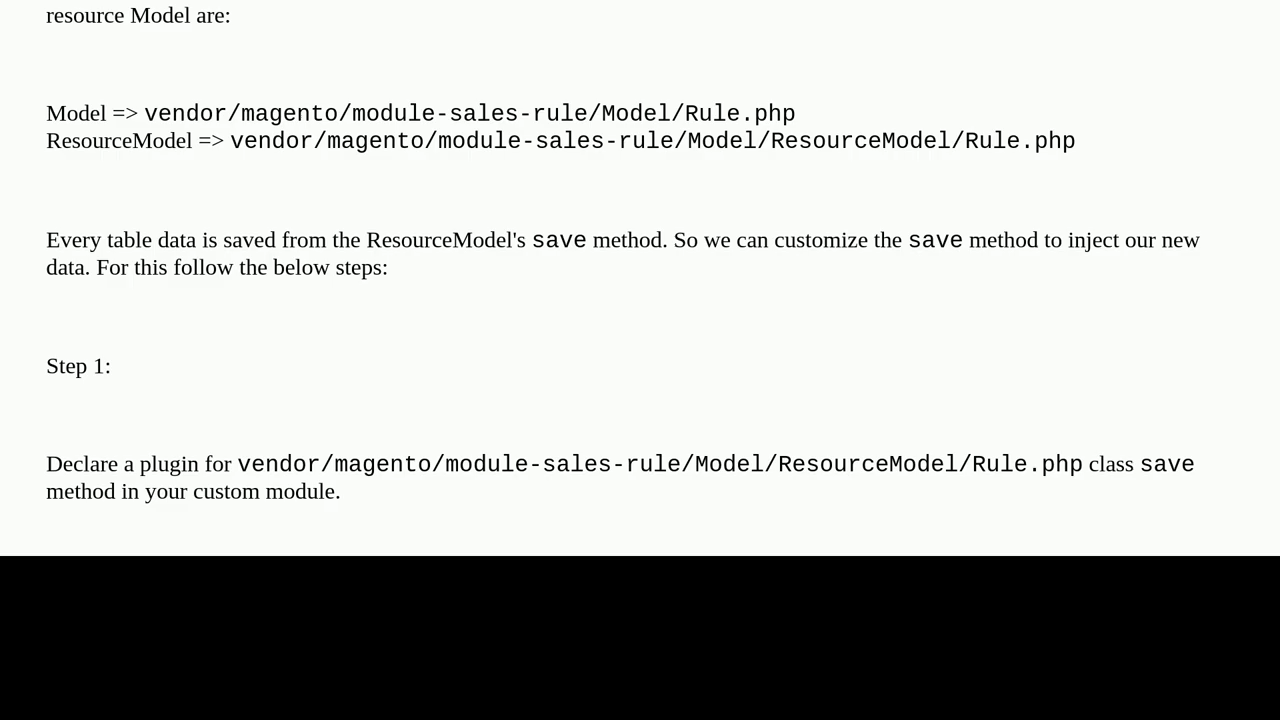 resource Model are:
Model => vendor/magento/module-sales-rule/Model/Rule.php
ResourceModel => vendor/magento/module-sales-rule/Model/ResourceModel/Rule.php
Every table data is saved from the ResourceModel's save method. So we can customize the save method to inject our new
data. For this follow the below steps:
Step 1:
Declare a plugin for vendor/magento/module-sales-rule/Model/ResourceModel/Rule.php class save
method in your custom module.